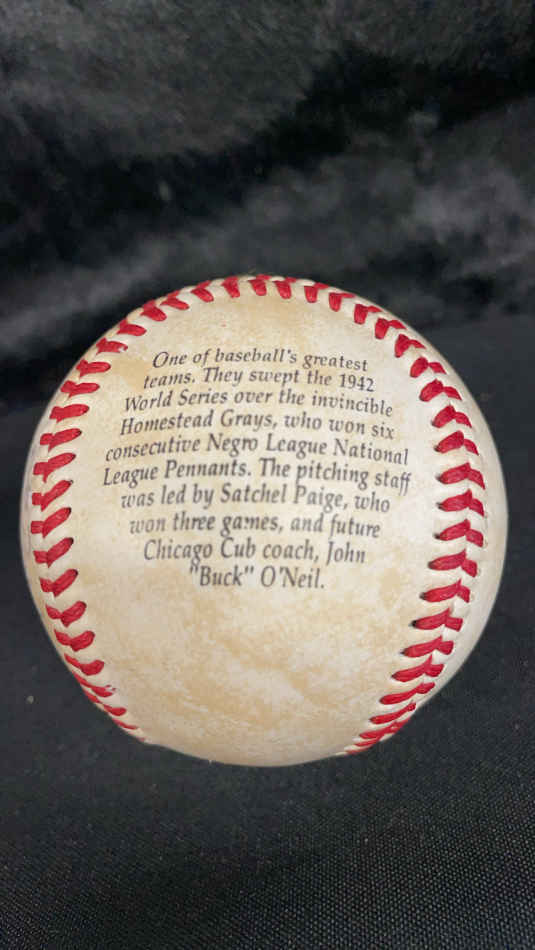 One of baseball's greatest
teams. They swept the 1942
World Series over the invincible
Homestead Grays, who won six
consecutive Negro League National
League Pennants. The pitching staff
was led by Satchel Paige, who
won three games, and future
Chicago Cub coach, John
"Buck" O'Neil.